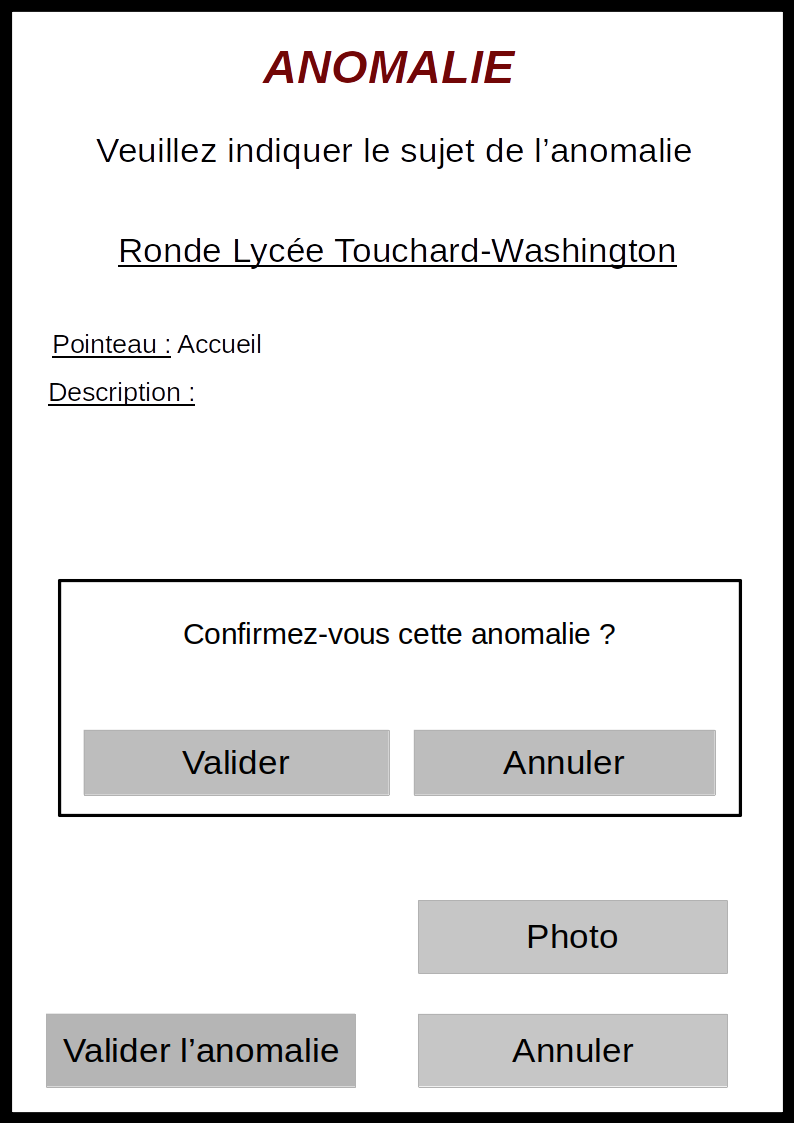 ANOMALIE
Veuillez indiquer le sujet de l’anomalie
Ronde Lycée Touchard-Washington
Pointeau : Accueil
Description :
Confirmez-vous cette anomalie ?
Valider
Annuler
Photo
Valider l’anomalie
Annuler